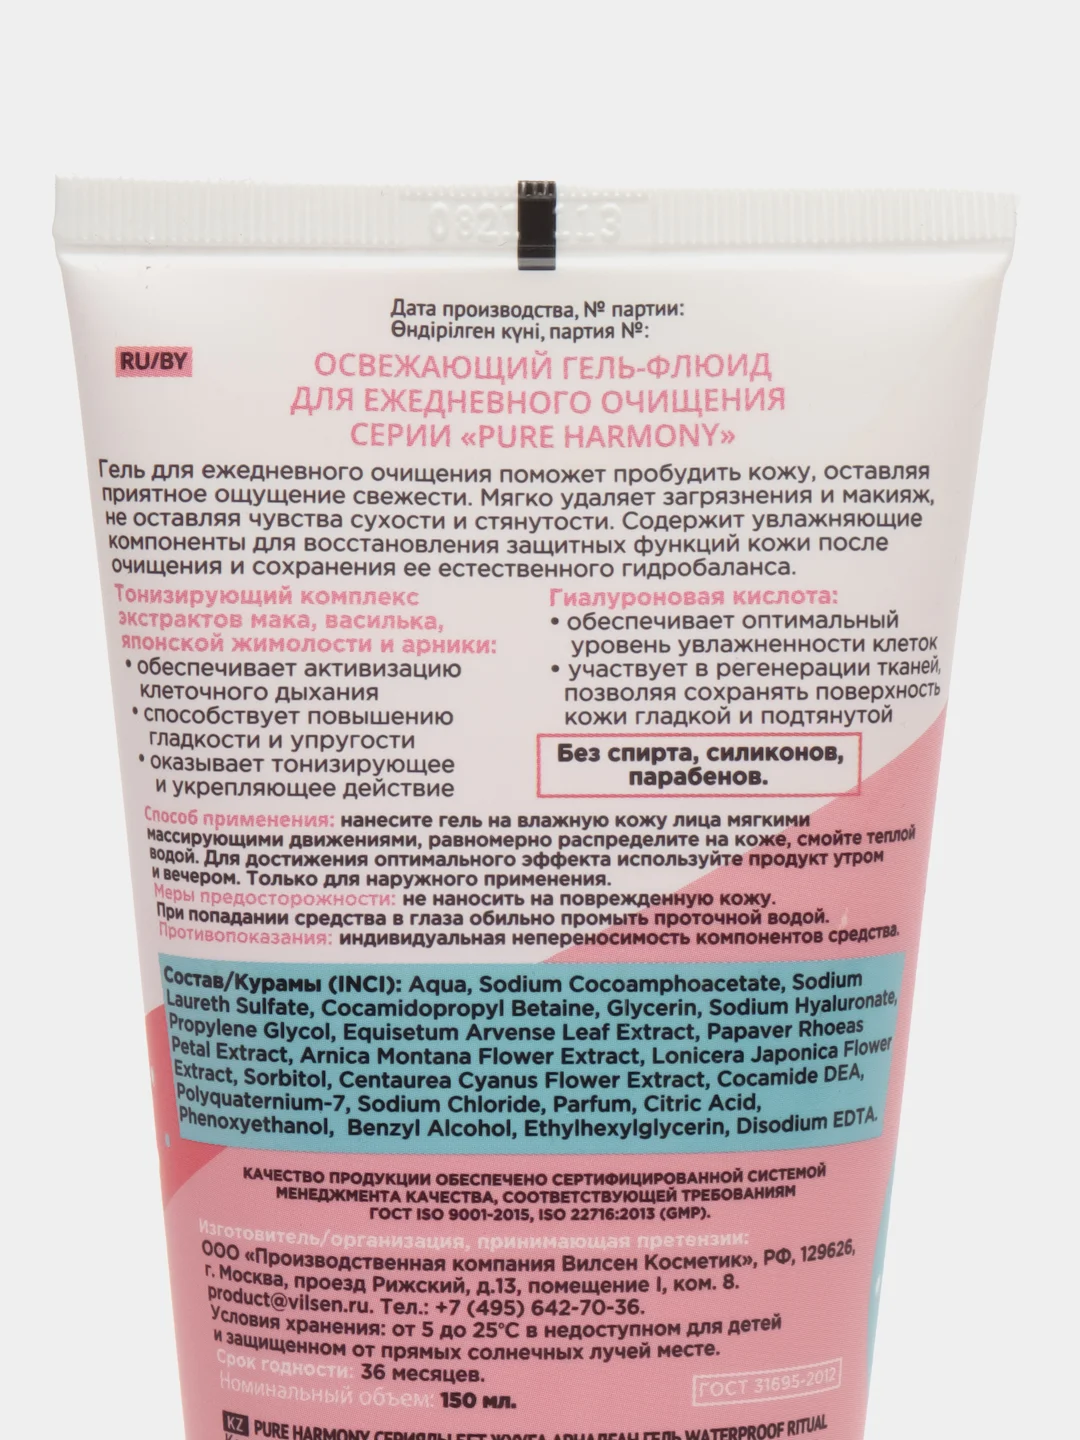 0821 113
Дата производства, № партии:
Өндірілген күні, партия №:
RU/BY
ОСВЕЖАЮЩИЙ ГЕЛЬ-ФЛЮИД
ДЛЯ ЕЖЕДНЕВНОГО ОЧИЩЕНИЯ
СЕРИИ «PURE HARMONY»
Гель для ежедневного очищения поможет пробудить кожу, оставляя
приятное ощущение свежести. Мягко удаляет загрязнения и макияж,
не оставляя чувства сухости и стянутости. Содержит увлажняющие
компоненты для восстановления защитных функций кожи после
очищения и сохранения ее естественного гидробаланса.
Тонизирующий комплекс
экстрактов мака, василька,
японской жимолости и арники:
• обеспечивает активизацию
клеточного дыхания
• способствует повышению
гладкости и упругости
• оказывает тонизирующее
и укрепляющее действие
Гиалуроновая кислота:
• обеспечивает оптимальный
уровень увлажненности клеток
• участвует в регенерации тканей,
позволяя сохранять поверхность
кожи гладкой и подтянутой
Без спирта, силиконов,
парабенов.
Способ применения: нанесите гель на влажную кожу лица мягкими
массирующими движениями, равномерно распределите на коже, смойте теплой
водой. Для достижения оптимального эффекта используйте продукт утром
и вечером. Только для наружного применения.
Меры предосторожности: не наносить на поврежденную кожу.
При попадании средства в глаза обильно промыть проточной водой.
Противопоказания: индивидуальная непереносимость компонентов средства.
Состав/Курамы (INCI): Aqua, Sodium Cocoamphoacetate, Sodium
Laureth Sulfate, Cocamidopropyl Betaine, Glycerin, Sodium Hyaluronate,
Propylene Glycol, Equisetum Arvense Leaf Extract, Papaver Rhoeas
Petal Extract, Arnica Montana Flower Extract, Lonicera Japonica Flower
Extract, Sorbitol, Centaurea Cyanus Flower Extract, Cocamide DEA,
Polyquaternium-7, Sodium Chloride, Parfum, Citric Acid,
Phenoxyethanol, Benzyl Alcohol, Ethylhexylglycerin, Disodium EDTA.
КАЧЕСТВО ПРОДУКЦИИ ОБЕСПЕЧЕНО СЕРТИФИЦИРОВАННОЙ СИСТЕМОЙ
МЕНЕДЖМЕНТА КАЧЕСТВА, СООТВЕТСТВУЮЩЕЙ ТРЕБОВАНИЯМ
ГОСТ ISO 9001-2015, ISO 22716:2013 (GMP).
Изготовитель/организация, принимающая претензии:
ООО «Производственная компания Вилсен Косметик», РФ, 129626,
г. Москва, проезд Рижский, д.13, помещение I, ком. 8.
product@vilsen.ru. Тел.: +7 (495) 642-70-36.
Условия хранения: от 5 до 25°С в недоступном для детей
и защищенном от прямых солнечных лучей месте.
Срок годности: 36 месяцев.
Номинальный объем: 150 мл.
ГОСТ 31695-2012
KZ PURE HARMONY СЕРИЯЛЫ БЕТ ЖУУҒА АРНАЛҒАН ГЕЛЬ WATERPROOF RITUAL